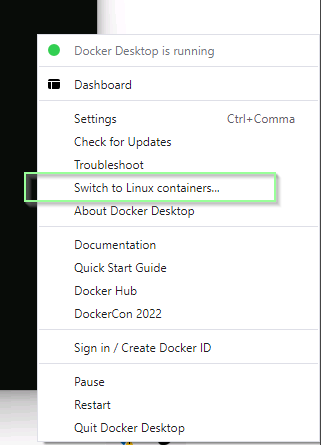 Docker Desktop is running
Dashboard
Settings Ctrl+Comma
Check for Updates
Troubleshoot
Switch to Linux containers...
About Docker Desktop
Documentation
Quick Start Guide
Docker Hub
DockerCon 2022
Sign in / Create Docker ID
Pause
Restart
Quit Docker Desktop